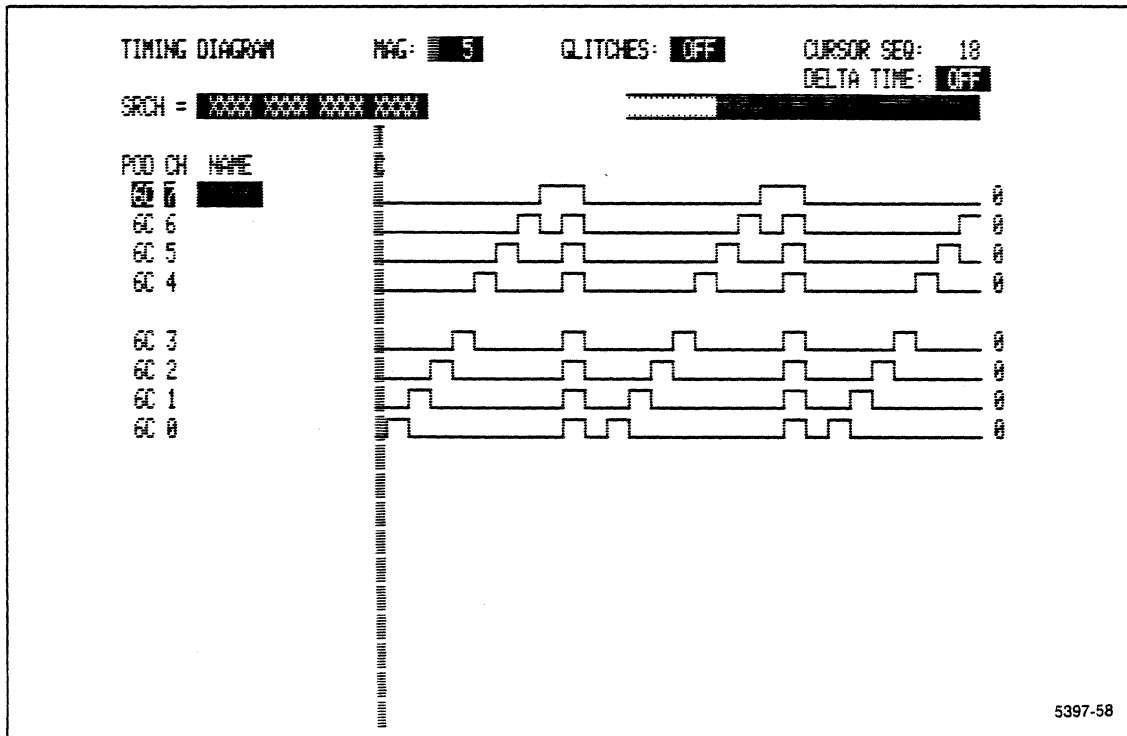 TIMING DIAGRAM MAG: 5 GLITCHES: OFF CURSOR SEQ: 18
DELTA TIME: OFF
SRCH = XXXX XXXX XXXX XXXX
T
POD CH NAME C
6C 7 0
6C 6 0
6C 5 0
6C 4 0
6C 3 0
6C 2 0
6C 1 0
6C 0 0
5397-58